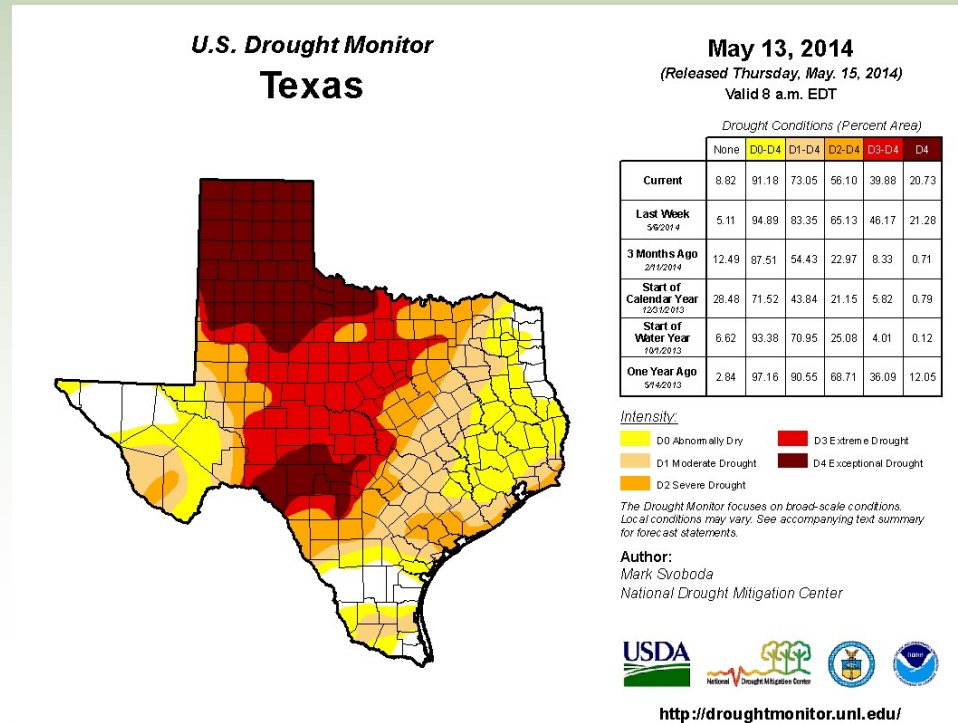 U.S. Drought Monitor
Texas
May 13, 2014
(Released Thursday, May. 15, 2014)
Valid 8 a.m. EDT
Drought Conditions (Percent Area)
None D0-D4 D1-D4 D2-D4 D3-D4 D4
Current 8.82 91.18 73.05 56.10 39.88 20.73
Last Week 5.11 94.89 83.35 65.13 46.17 21.28
5/6/2014
3 Months Ago 12.49 87.51 54.43 22.97 8.33 0.71
2/11/2014
Start of
Calendar Year 28.48 71.52 43.84 21.15 5.82 0.79
12/31/2013
Start of
Water Year 6.62 93.38 70.95 25.08 4.01 0.12
10/1/2013
One Year Ago 2.84 97.16 90.55 68.71 36.09 12.05
5/14/2013
Intensity:
D0 Abnormally Dry D3 Extreme Drought
D1 Moderate Drought D4 Exceptional Drought
D2 Severe Drought
The Drought Monitor focuses on broad-scale conditions.
Local conditions may vary. See accompanying text summary
for forecast statements.
Author:
Mark Svoboda
National Drought Mitigation Center
USDA
National Drought Mitigation Center
http://droughtmonitor.unl.edu/